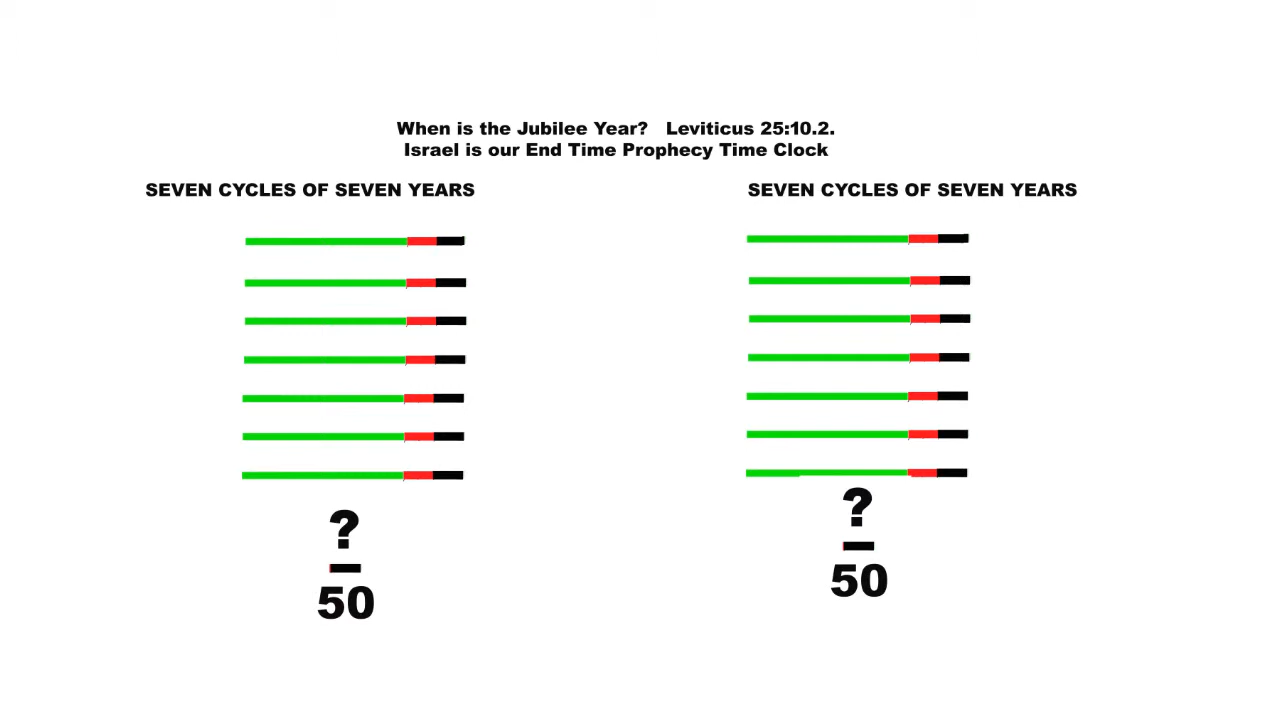 When is the Jubilee Year?   Leviticus 25:10.2.
Israel is our End Time Prophecy Time Clock
SEVEN CYCLES OF SEVEN YEARS
SEVEN CYCLES OF SEVEN YEARS
?
50
?
50